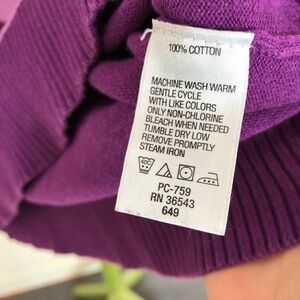 100% COTTON
MACHINE WASH WARM
GENTLE CYCLE
WITH LIKE COLORS
ONLY NON-CHLORINE
BLEACH WHEN NEEDED
TUMBLE DRY LOW
REMOVE PROMPTLY
STEAM IRON
40C
PC-759
RN 36543
649